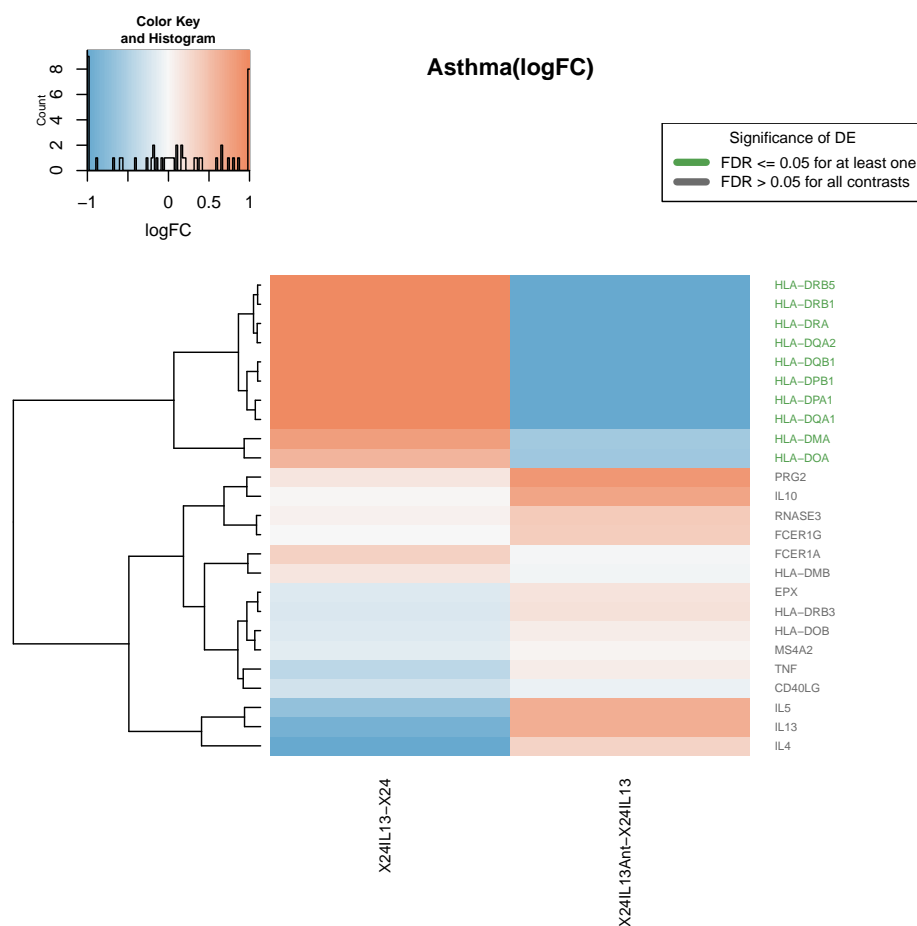 Color Key
and Histogram
Count
0 2 4 6 8
−1 0 0.5 1
logFC
Asthma(logFC)
Significance of DE
FDR <= 0.05 for at least one
FDR > 0.05 for all contrasts
HLA−DRB5
HLA−DRB1
HLA−DRA
HLA−DQA2
HLA−DQB1
HLA−DPB1
HLA−DPA1
HLA−DQA1
HLA−DMA
HLA−DOA
PRG2
IL10
RNASE3
FCER1G
FCER1A
HLA−DMB
EPX
HLA−DRB3
HLA−DOB
MS4A2
TNF
CD40LG
IL5
IL13
IL4
X24IL13−X24
X24IL13Ant−X24IL13